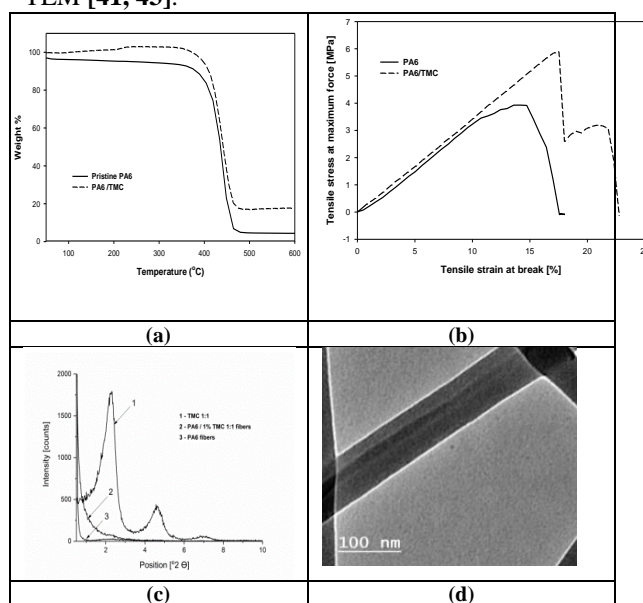 TEM [41, 43].
Weight %
100
80
60
40
20
0
Pristine PA6
PA6 /TMC
100 200 300 400 500 600
Temperature (°C)
Tensile stress at maximum force [MPa]
7
6
5
4
3
2
1
0
-1
PA6
PA6/TMC
0 5 10 15 20 25
Tensile strain at break [%]
(a) (b)
Intensity [counts]
2000
1500
1000
500
0
1
2
3
1 - TMC 1:1
2 - PA6 / 1% TMC 1:1 fibers
3 - PA6 fibers
2 4 6 8 10
Position [°2 Θ]
100 nm
(c) (d)